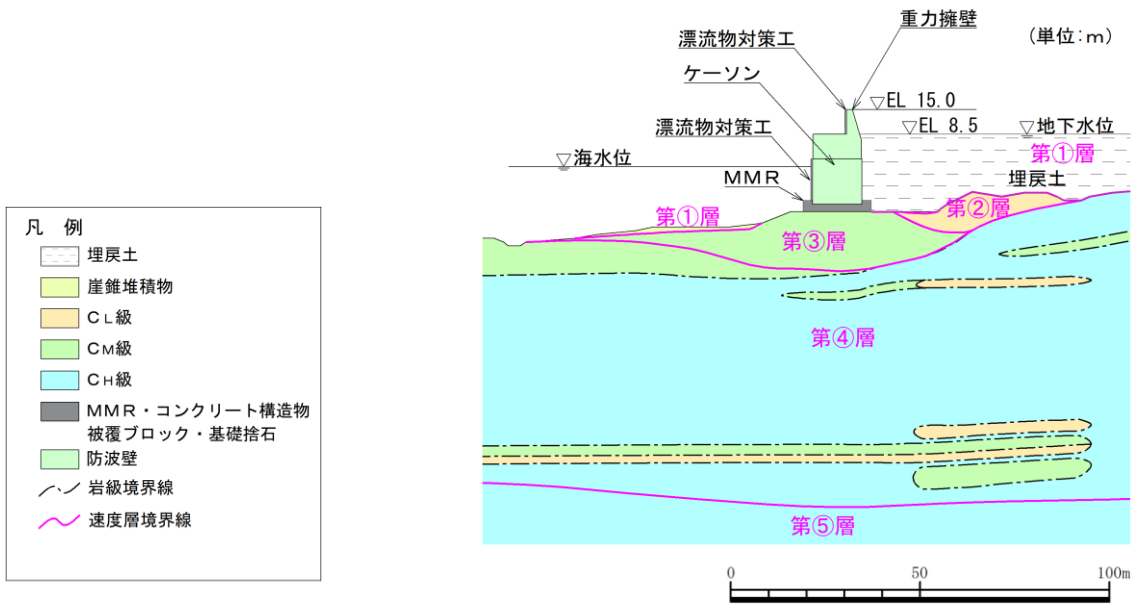 重力擁壁
漂流物対策工
(単位:m)
ケーソン
▽EL 15.0
漂流物対策工
▽EL 8.5
▽地下水位
第①層
▽海水位
埋戻土
MMR
第②層
第①層
第③層
第④層
第⑤層
凡 例
埋戻土
崖錐堆積物
CL級
CM級
CH級
MMR・コンクリート構造物
被覆ブロック・基礎捨石
防波壁
岩級境界線
速度層境界線
0 50 100m